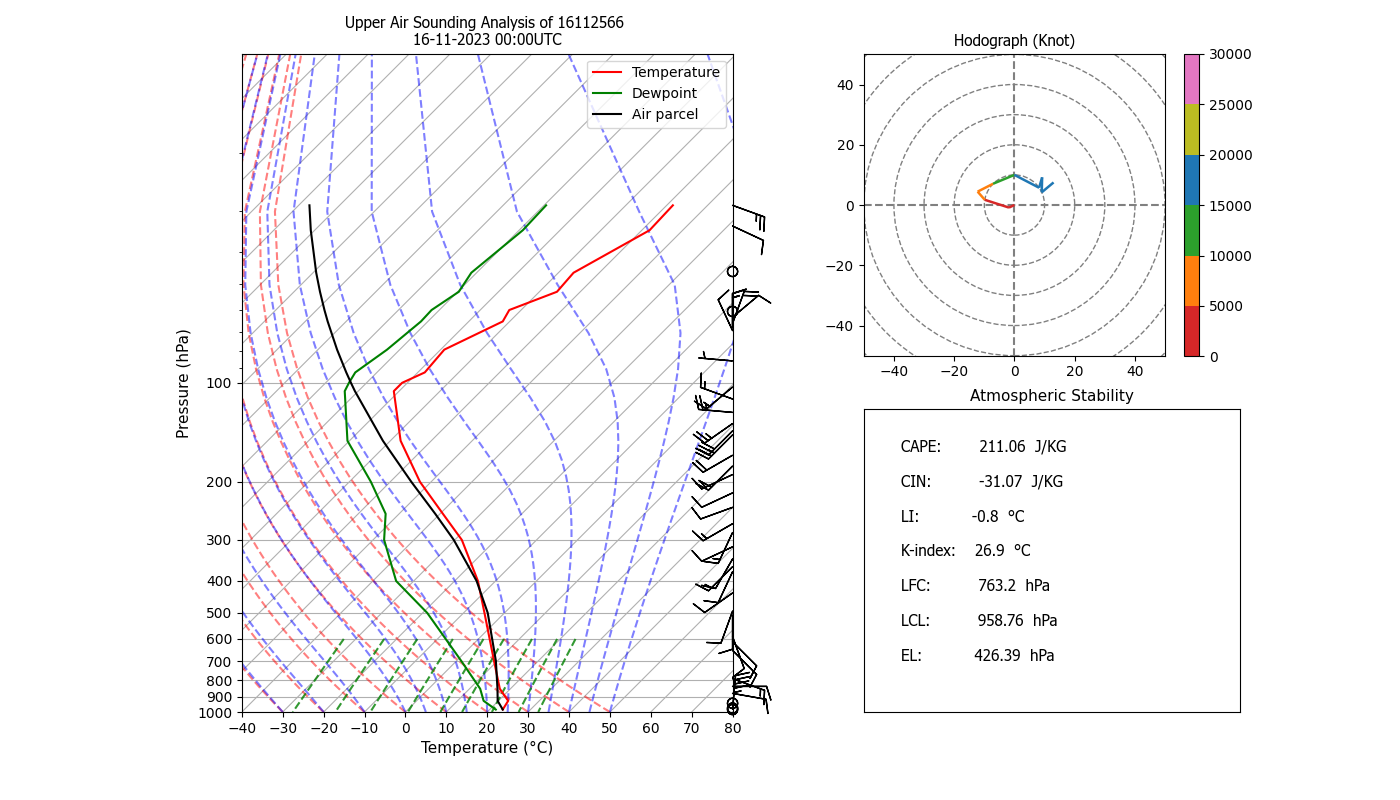 Upper Air Sounding Analysis of 16112566
16-11-2023 00:00UTC
Temperature
Dewpoint
Air parcel
Pressure (hPa)
100
200
300
400
500
600
700
800
900
1000
−40 −30 −20 −10 0 10 20 30 40 50 60 70 80
Temperature (°C)
Hodograph (Knot)
40
20
0
−20
−40
−40 −20 0 20 40
30000
25000
20000
15000
10000
5000
0
Atmospheric Stability
CAPE: 211.06 J/KG
CIN: -31.07 J/KG
LI: -0.8 ºC
K-index: 26.9 ºC
LFC: 763.2 hPa
LCL: 958.76 hPa
EL: 426.39 hPa